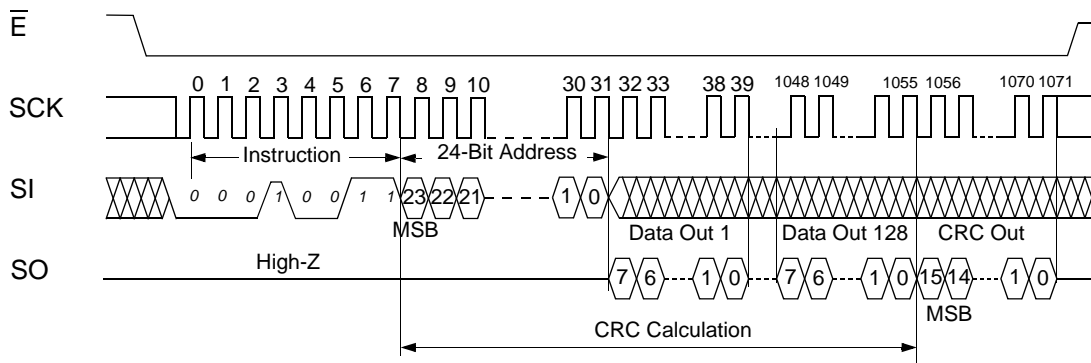 E
SCK 0 1 2 3 4 5 6 7 8 9 10 30 31 32 33 38 39 1048 1049 1055 1056 1070 1071
Instruction 24-Bit Address
SI 0 0 0 1 0 0 1 1 23 22 21 1 0
MSB Data Out 1 Data Out 128 CRC Out
SO High-Z 7 6 1 0 7 6 1 0 15 14 1 0
MSB
CRC Calculation